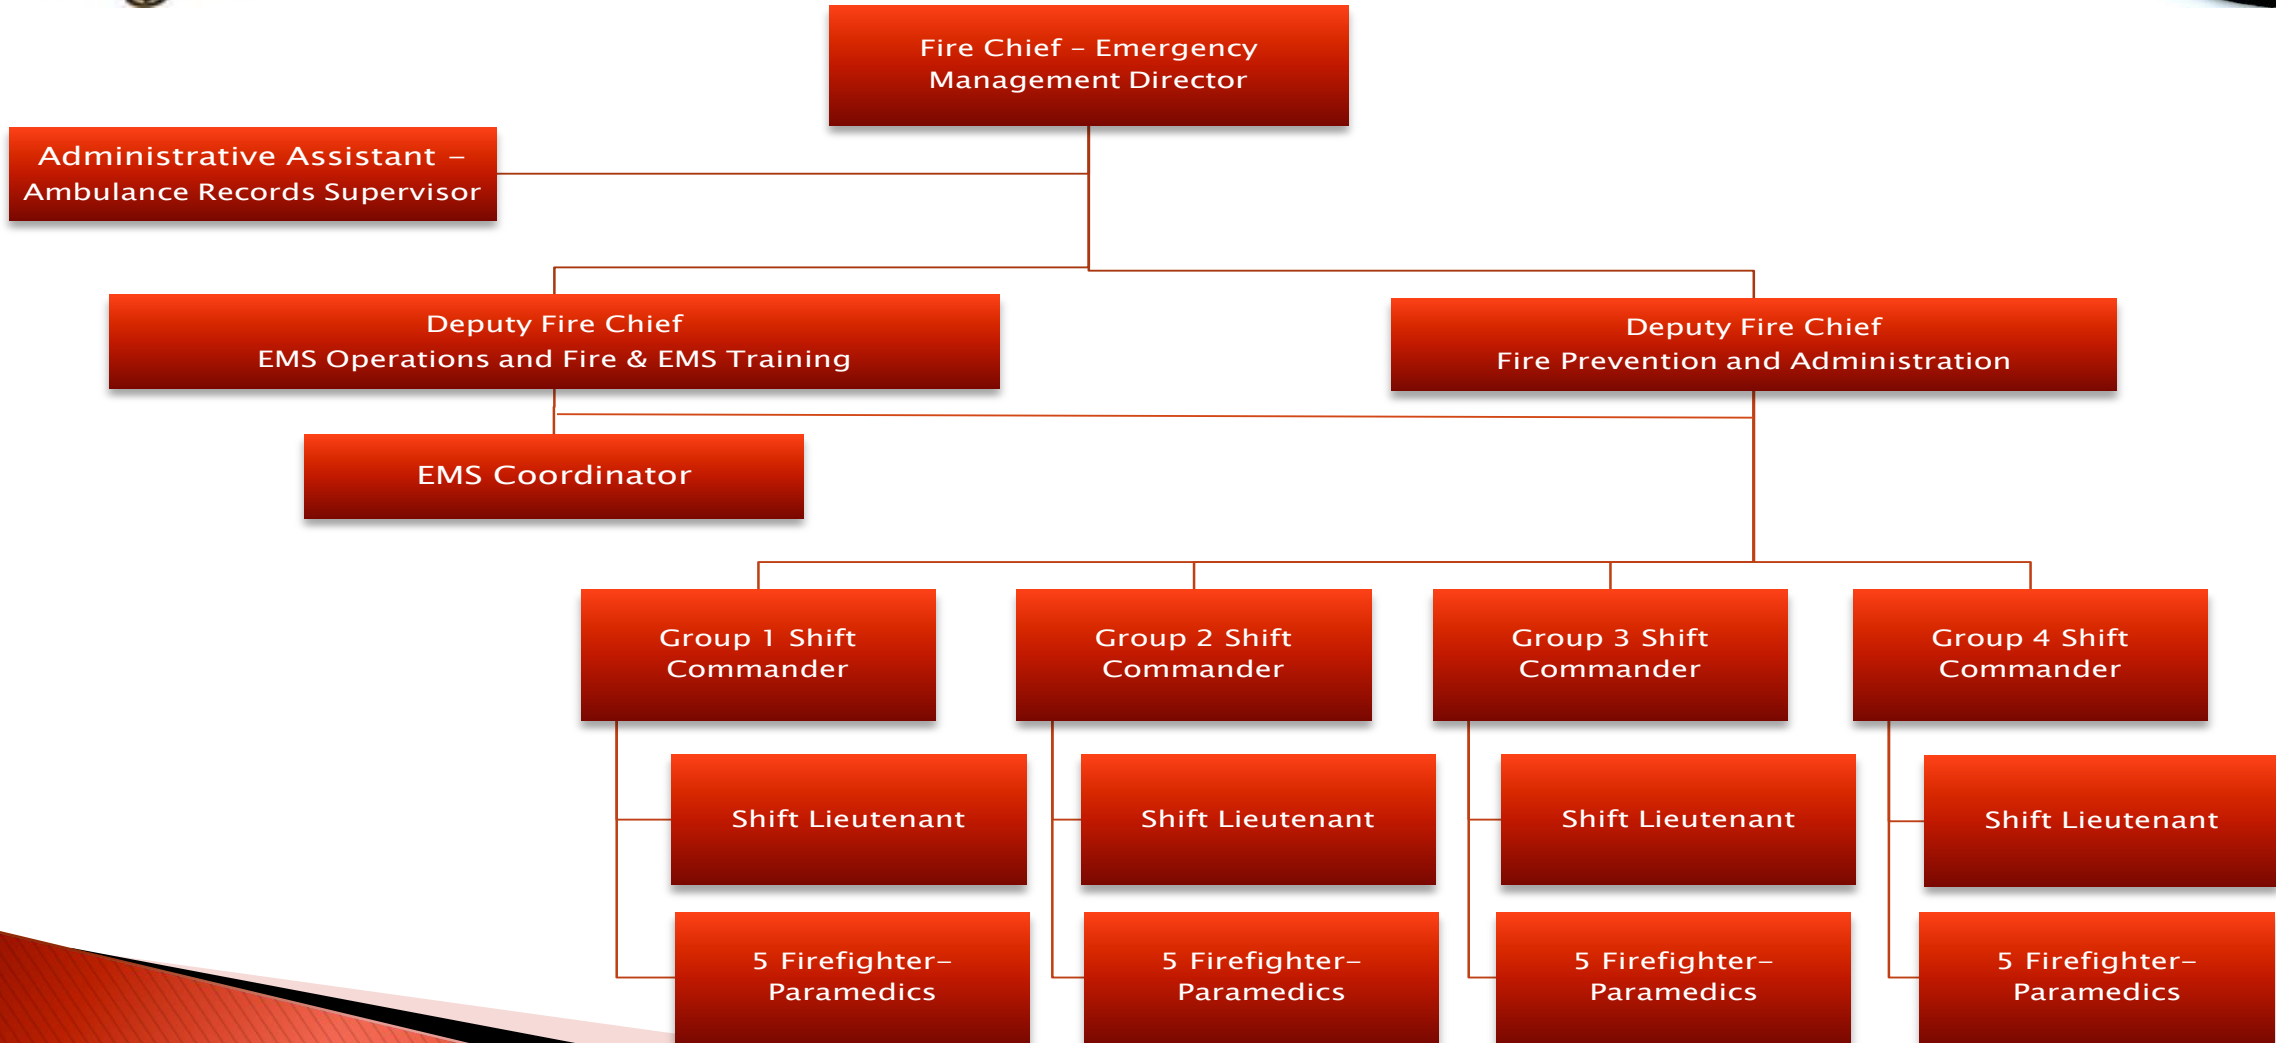 Fire Chief – Emergency
Management Director
Administrative Assistant –
Ambulance Records Supervisor
Deputy Fire Chief
EMS Operations and Fire & EMS Training
Deputy Fire Chief
Fire Prevention and Administration
EMS Coordinator
Group 1 Shift
Commander
Group 2 Shift
Commander
Group 3 Shift
Commander
Group 4 Shift
Commander
Shift Lieutenant
Shift Lieutenant
Shift Lieutenant
Shift Lieutenant
5 Firefighter–
Paramedics
5 Firefighter–
Paramedics
5 Firefighter–
Paramedics
5 Firefighter–
Paramedics